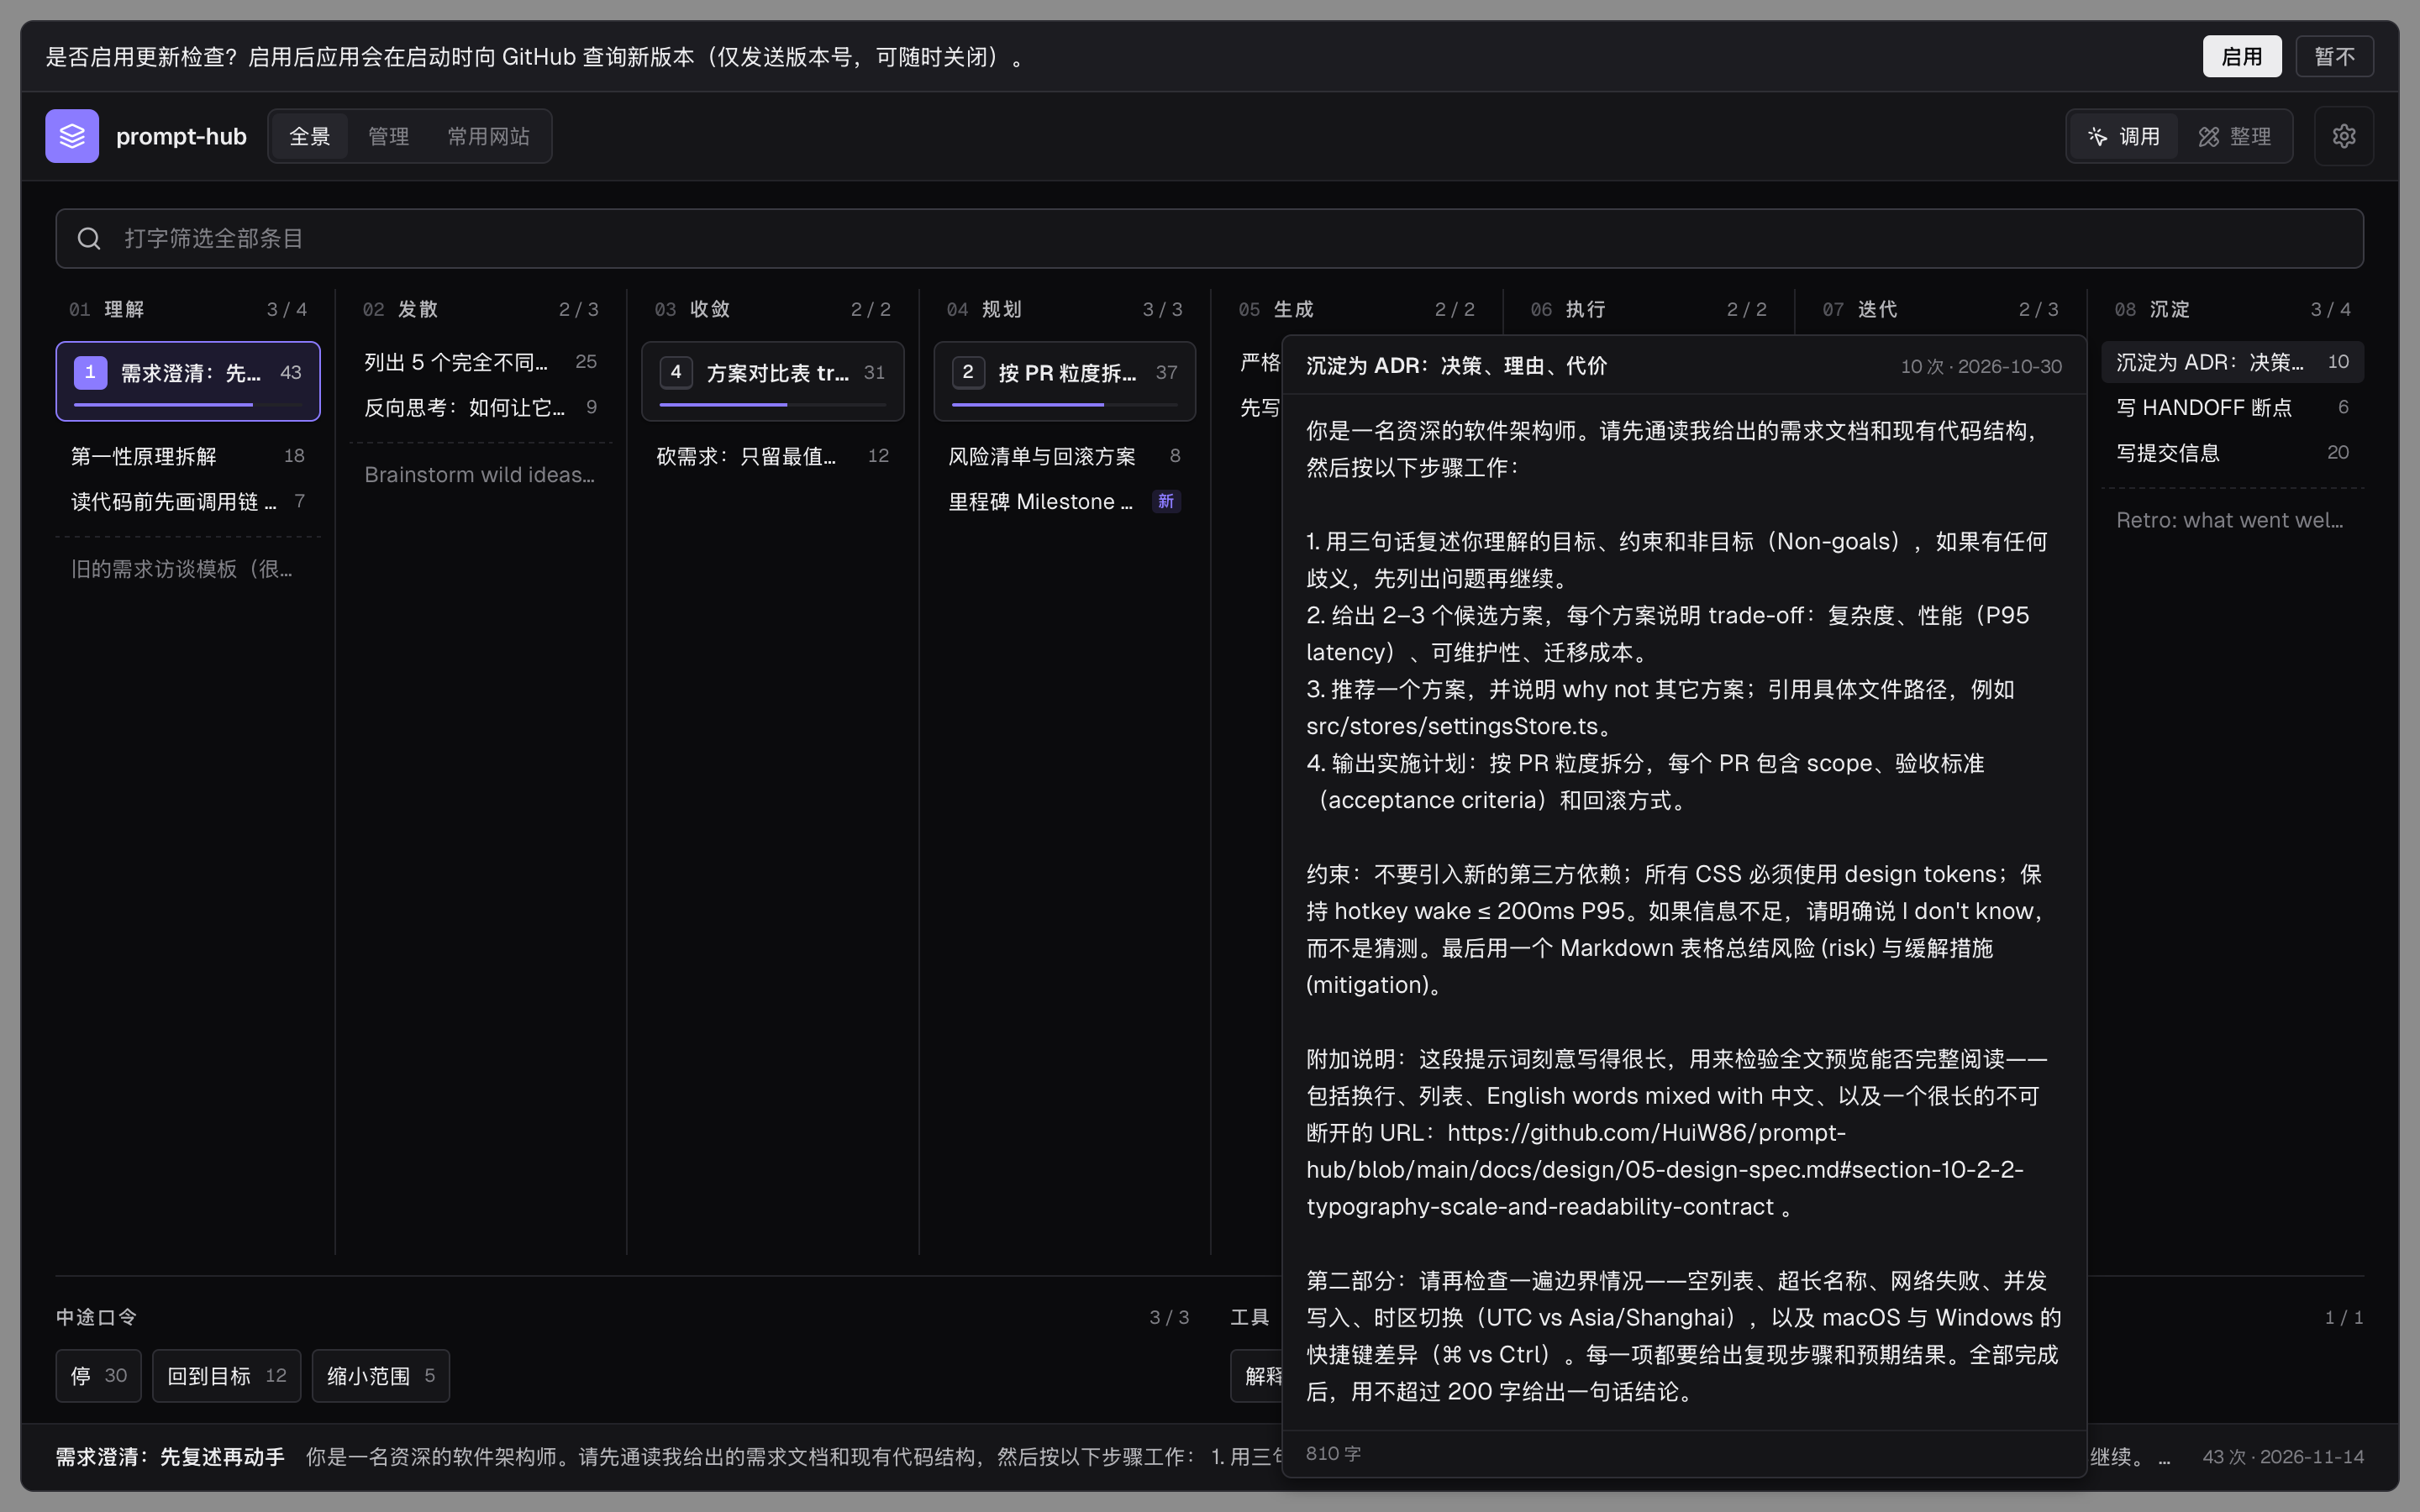 是否启用更新检查？启用后应用会在启动时向 GitHub 查询新版本（仅发送版本号，可随时关闭）。
启用
暂不
prompt-hub
全景
管理
常用网站
调用
整理
打字筛选全部条目
01 理解 3 / 4
1 需求澄清：先... 43
第一性原理拆解 18
读代码前先画调用链 ... 7
旧的需求访谈模板（很...
02 发散 2 / 3
列出 5 个完全不同... 25
反向思考：如何让它... 9
Brainstorm wild ideas...
03 收敛 2 / 2
4 方案对比表 tr... 31
砍需求：只留最值... 12
04 规划 3 / 3
2 按 PR 粒度拆... 37
风险清单与回滚方案 8
里程碑 Milestone ... 新
05 生成 2 / 2
严格
先写
06 执行 2 / 2
07 迭代 2 / 3
08 沉淀 3 / 4
沉淀为 ADR：决策... 10
写 HANDOFF 断点 6
写提交信息 20
Retro: what went wel...
沉淀为 ADR：决策、理由、代价 10 次 · 2026-10-30
你是一名资深的软件架构师。请先通读我给出的需求文档和现有代码结构，
然后按以下步骤工作：
1. 用三句话复述你理解的目标、约束和非目标（Non-goals），如果有任何
歧义，先列出问题再继续。
2. 给出 2–3 个候选方案，每个方案说明 trade-off：复杂度、性能（P95
latency）、可维护性、迁移成本。
3. 推荐一个方案，并说明 why not 其它方案；引用具体文件路径，例如
src/stores/settingsStore.ts。
4. 输出实施计划：按 PR 粒度拆分，每个 PR 包含 scope、验收标准
（acceptance criteria）和回滚方式。
约束：不要引入新的第三方依赖；所有 CSS 必须使用 design tokens；保
持 hotkey wake ≤ 200ms P95。如果信息不足，请明确说 I don't know，
而不是猜测。最后用一个 Markdown 表格总结风险 (risk) 与缓解措施
(mitigation)。
附加说明：这段提示词刻意写得很长，用来检验全文预览能否完整阅读——
包括换行、列表、English words mixed with 中文、以及一个很长的不可
断开的 URL：https://github.com/HuiW86/prompt-
hub/blob/main/docs/design/05-design-spec.md#section-10-2-2-
typography-scale-and-readability-contract 。
第二部分：请再检查一遍边界情况——空列表、超长名称、网络失败、并发
写入、时区切换（UTC vs Asia/Shanghai），以及 macOS 与 Windows 的
快捷键差异（⌘ vs Ctrl）。每一项都要给出复现步骤和预期结果。全部完成
后，用不超过 200 字给出一句话结论。
810 字
中途口令 3 / 3
停 30
回到目标 12
缩小范围 5
工具 1 / 1
解释
需求澄清：先复述再动手 你是一名资深的软件架构师。请先通读我给出的需求文档和现有代码结构，然后按以下步骤工作： 1. 用三句 继续。 ... 43 次 · 2026-11-14